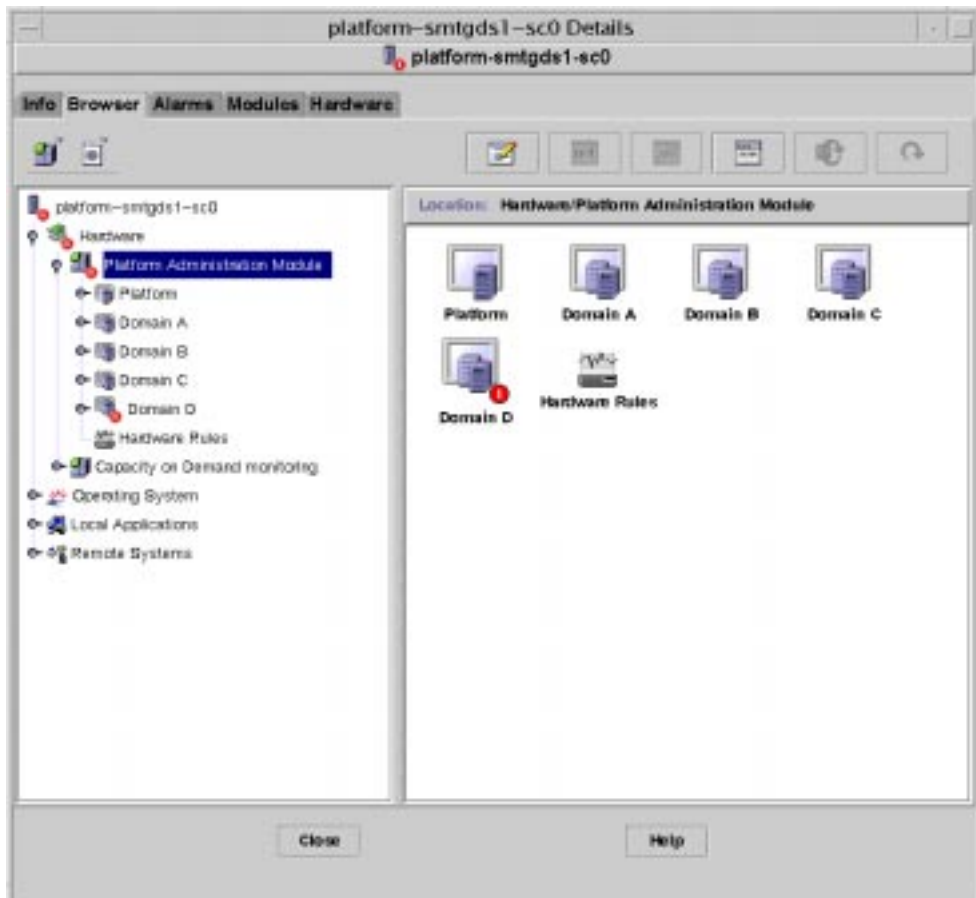 platform-smtgds1-sc0 Details
platform-smtgds1-sc0
Info Browser Alarms Modules Hardware
platform-smtgds1-sc0
Hardware
Platform Administration Module
Platform
Domain A
Domain B
Domain C
Domain D
Hardware Rules
Capacity on Demand monitoring
Operating System
Local Applications
Remote Systems
Location: Hardware/Platform Administration Module
Platform Domain A Domain B Domain C
Domain D Hardware Rules
Close Help